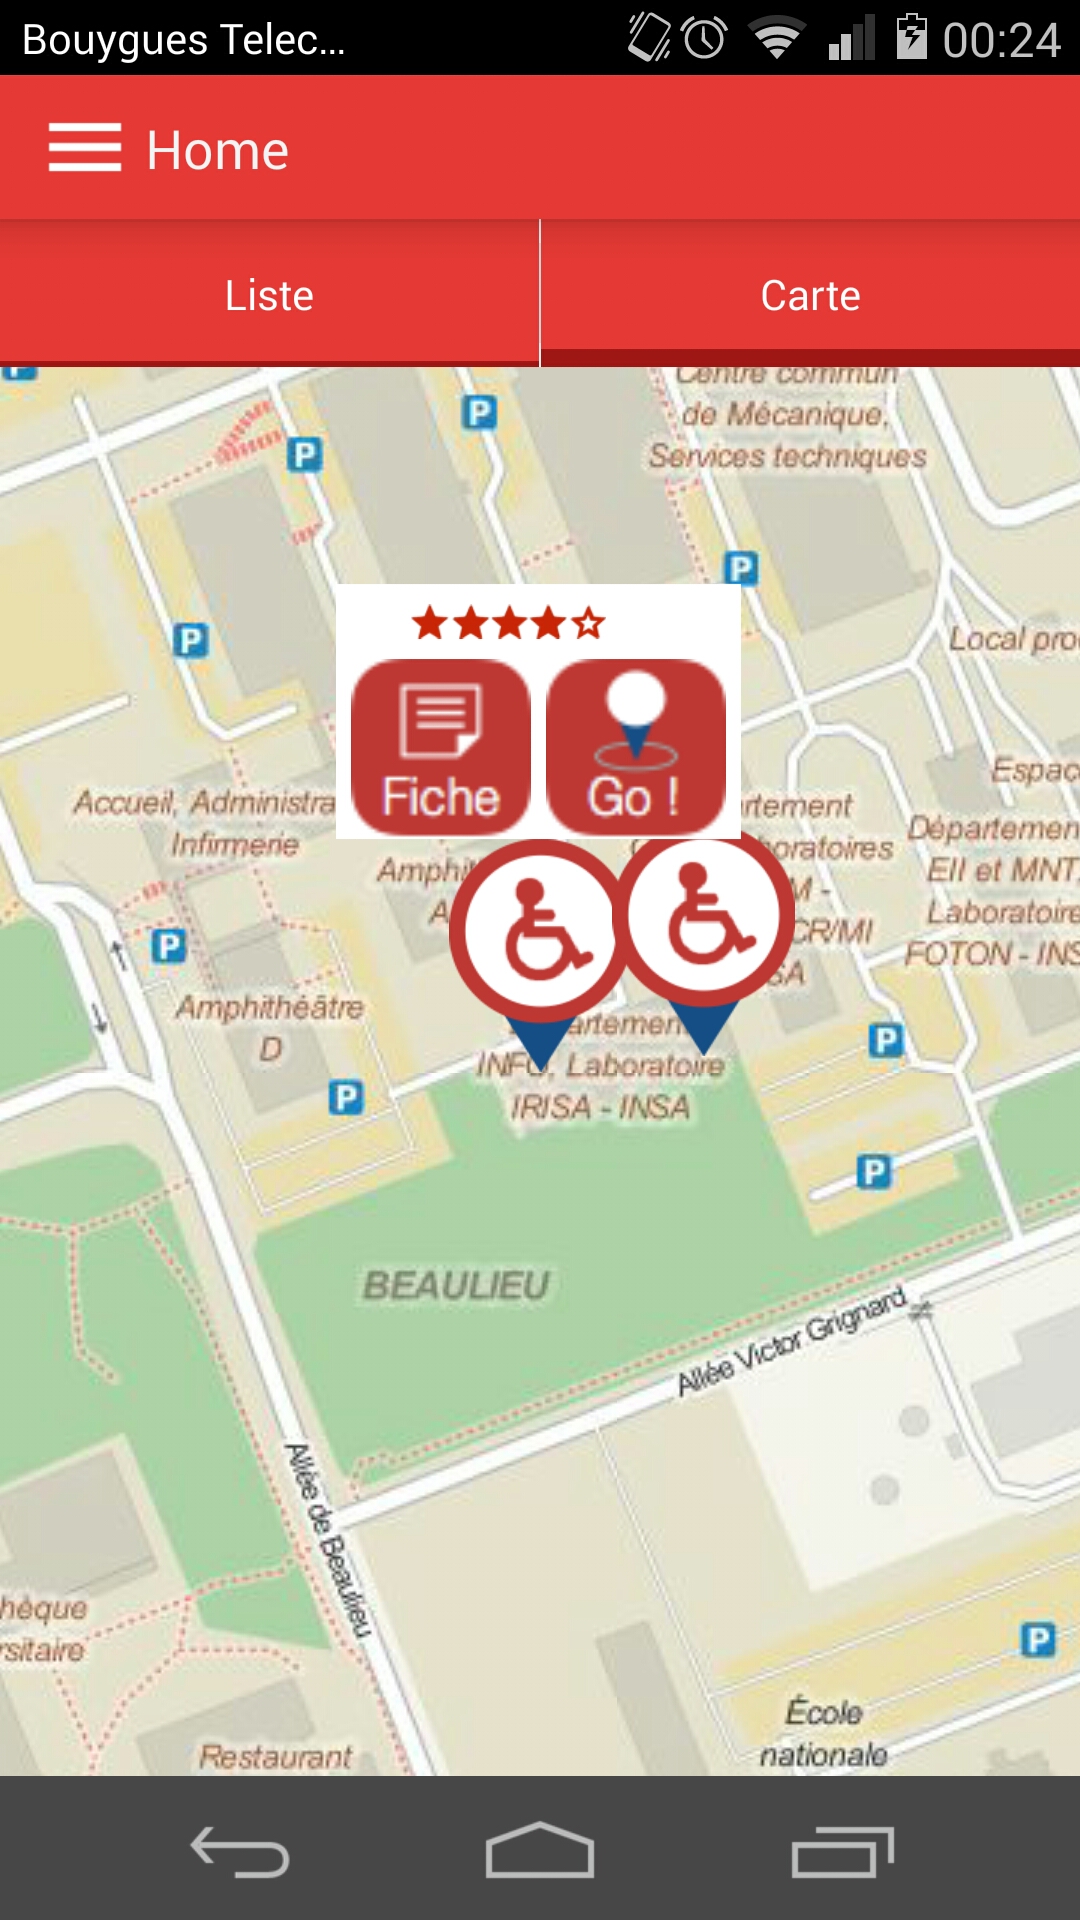 Bouygues Telec...
00:24
Home
Liste
Carte
P
Centre commun
de Mécanique,
Services techniques
P
P
P
P
Local pro
Fiche
Go !
Espac
Accueil, Administra
Infirmerie
rtement
oratoires
M -
CR/MI
SA
Départemen
EII et MNT,
Laboratoire
FOTON - INS
Amphi
A
P
Amphithéâtre
D
artemen
INFO, Laboratoire
IRISA - INSA
P
P
P
BEAULIEU
Allée Victor Grignard
Allée de Beaulieu
hèque
rsitaire
P
École
nationale
Restaurant